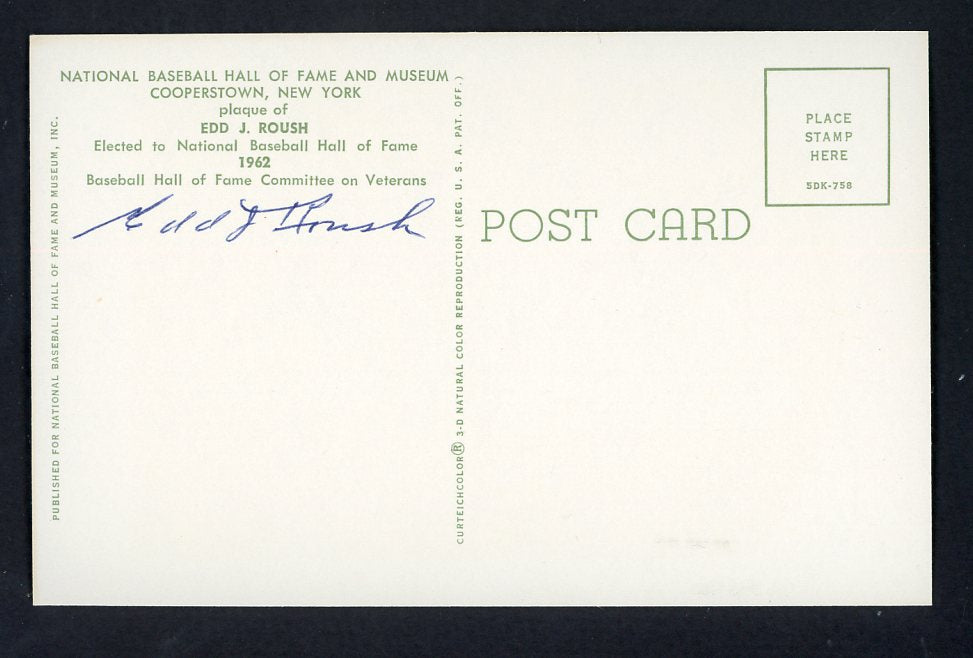 NATIONAL BASEBALL HALL OF FAME AND MUSEUM
COOPERSTOWN, NEW YORK
plaque of
EDD J. ROUSH
Elected to National Baseball Hall of Fame
1962
Baseball Hall of Fame Committee on Veterans
Edd J Roush
PUBLISHED FOR NATIONAL BASEBALL HALL OF FAME AND MUSEUM, INC.
CURTEICHCOLOR® 3-D NATURAL COLOR REPRODUCTION (REG. U. S. A. PAT. OFF.)
POST CARD
PLACE
STAMP
HERE
5DK-758